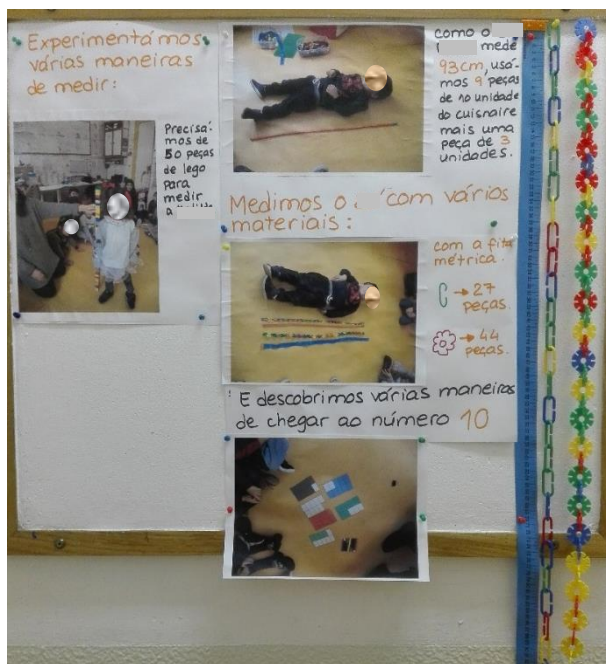 Experimentámos
várias maneiras
de medir:
Precisá-
mos de
50 peças
de lego
para
medir
a
como o
mede
93cm, usá-
mos 9 peças
de 10 unidade
do cuisnaire
mais uma
peça de 3
unidades.
Medimos o com vários
materiais:
com a fita
métrica.
→27
peças.
→44
peças.
E descobrimos várias maneiras
de chegar ao número 10